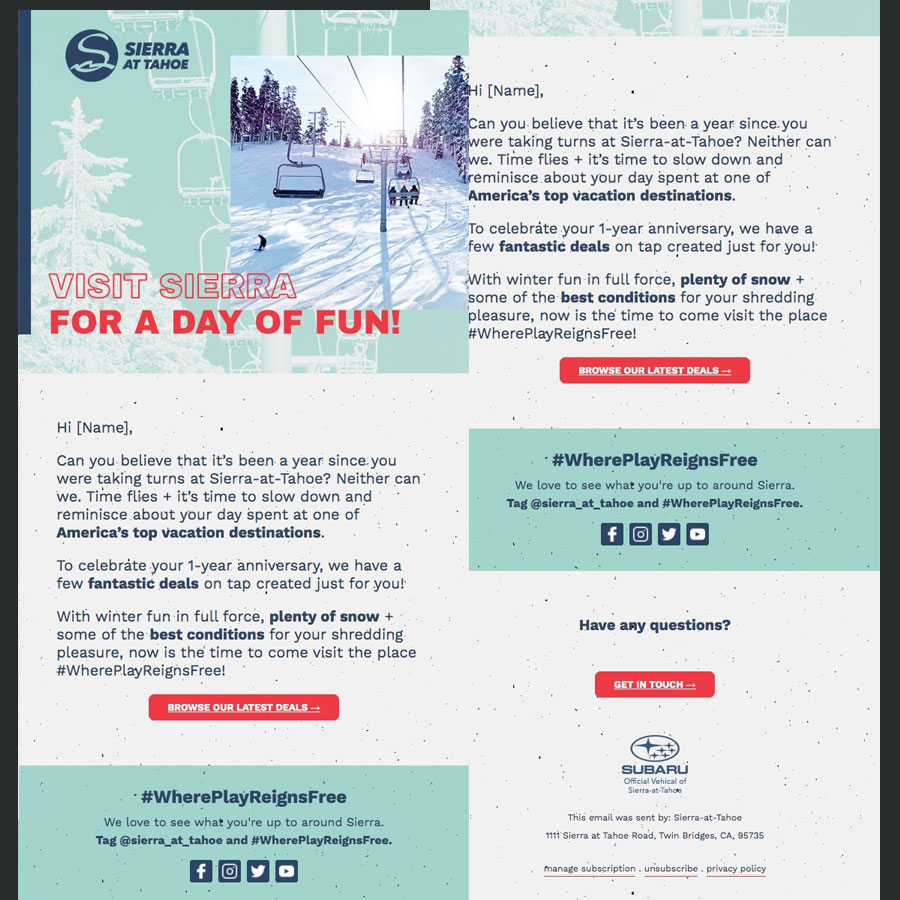 SIERRA
AT TAHOE
VISIT SIERRA
FOR A DAY OF FUN!
Hi [Name],
Can you believe that it’s been a year since you
were taking turns at Sierra-at-Tahoe? Neither can
we. Time flies + it’s time to slow down and
reminisce about your day spent at one of
America’s top vacation destinations.
To celebrate your 1-year anniversary, we have a
few fantastic deals on tap created just for you!
With winter fun in full force, plenty of snow +
some of the best conditions for your shredding
pleasure, now is the time to come visit the place
#WherePlayReignsFree!
BROWSE OUR LATEST DEALS →
#WherePlayReignsFree
We love to see what you're up to around Sierra.
Tag @sierra_at_tahoe and #WherePlayReignsFree.
Hi [Name],
Can you believe that it’s been a year since you
were taking turns at Sierra-at-Tahoe? Neither can
we. Time flies + it’s time to slow down and
reminisce about your day spent at one of
America’s top vacation destinations.
To celebrate your 1-year anniversary, we have a
few fantastic deals on tap created just for you!
With winter fun in full force, plenty of snow +
some of the best conditions for your shredding
pleasure, now is the time to come visit the place
#WherePlayReignsFree!
BROWSE OUR LATEST DEALS →
#WherePlayReignsFree
We love to see what you're up to around Sierra.
Tag @sierra_at_tahoe and #WherePlayReignsFree.
Have any questions?
GET IN TOUCH →
SUBARU
Official Vehical of
Sierra-at-Tahoe
This email was sent by: Sierra-at-Tahoe
1111 Sierra at Tahoe Road, Twin Bridges, CA, 95735
manage subscription . unsubscribe . privacy policy